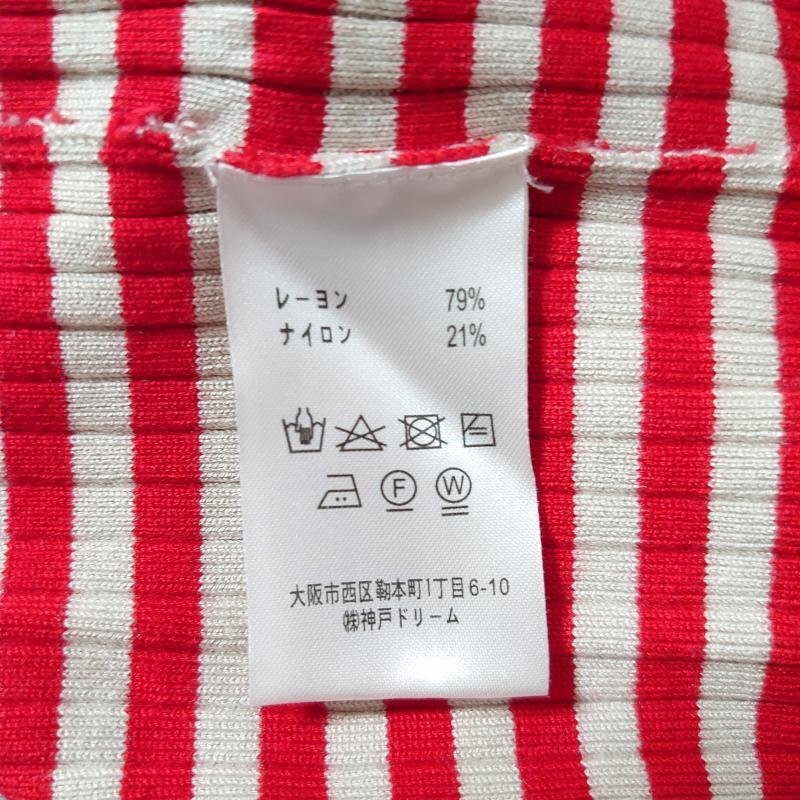 レーヨン 79%
ナイロン 21%
F W
大阪市西区靭本町1丁目6-10
㈱神戸ドリーム